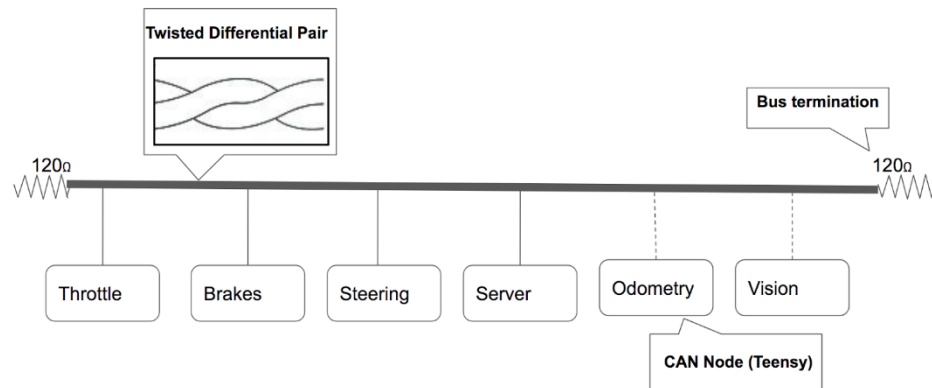 Twisted Differential Pair
Bus termination
120Ω
120Ω
Throttle
Brakes
Steering
Server
Odometry
Vision
CAN Node (Teensy)